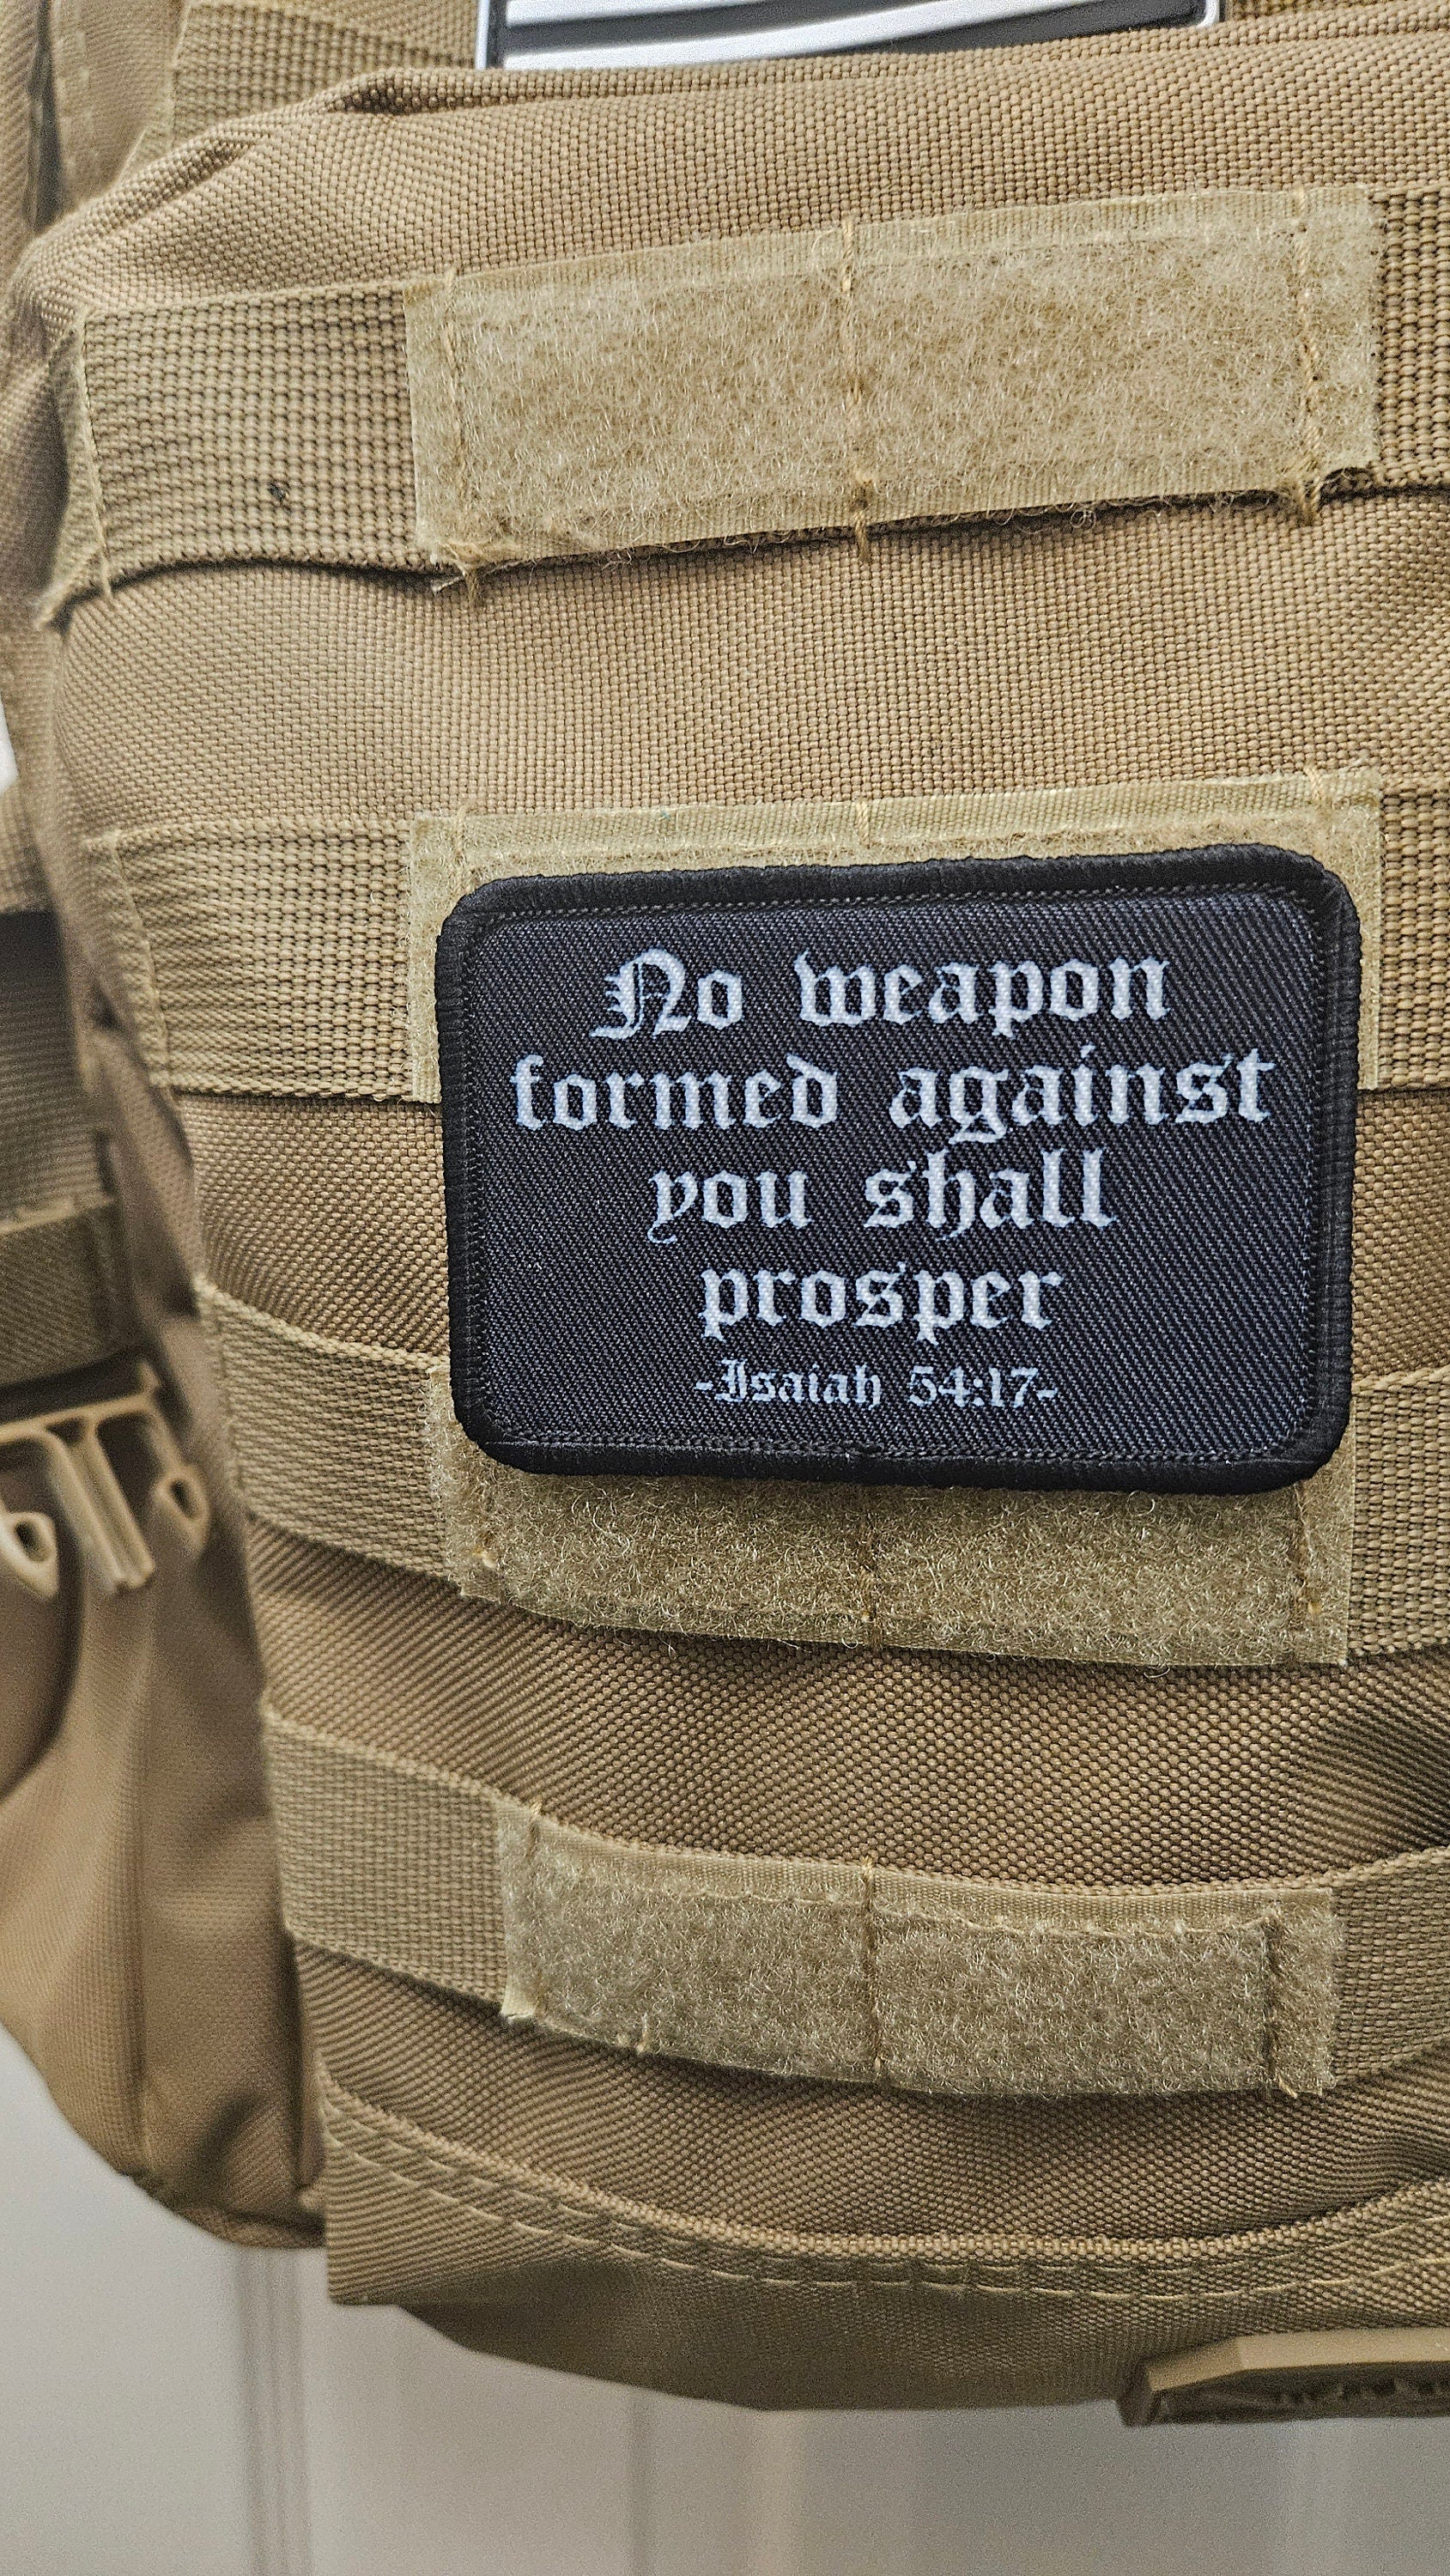 No weapon
formed against
you shall
prosper
-Isaiah 54:17-